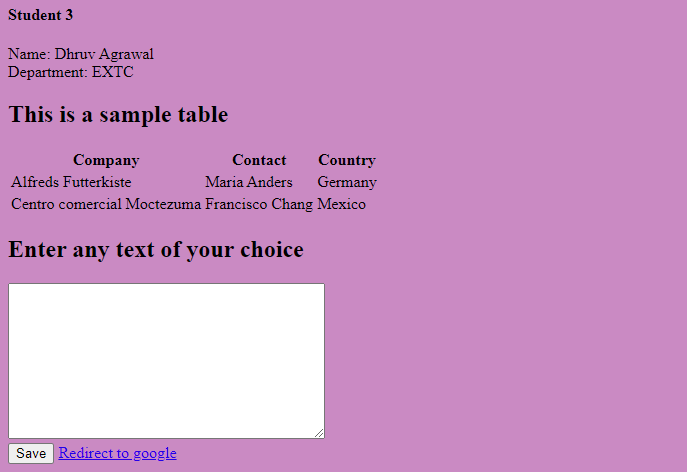 Student 3
Name: Dhruv Agrawal
Department: EXTC
This is a sample table
Company Contact Country
Alfreds Futterkiste Maria Anders Germany
Centro comercial Moctezuma Francisco Chang Mexico
Enter any text of your choice
Save Redirect to google